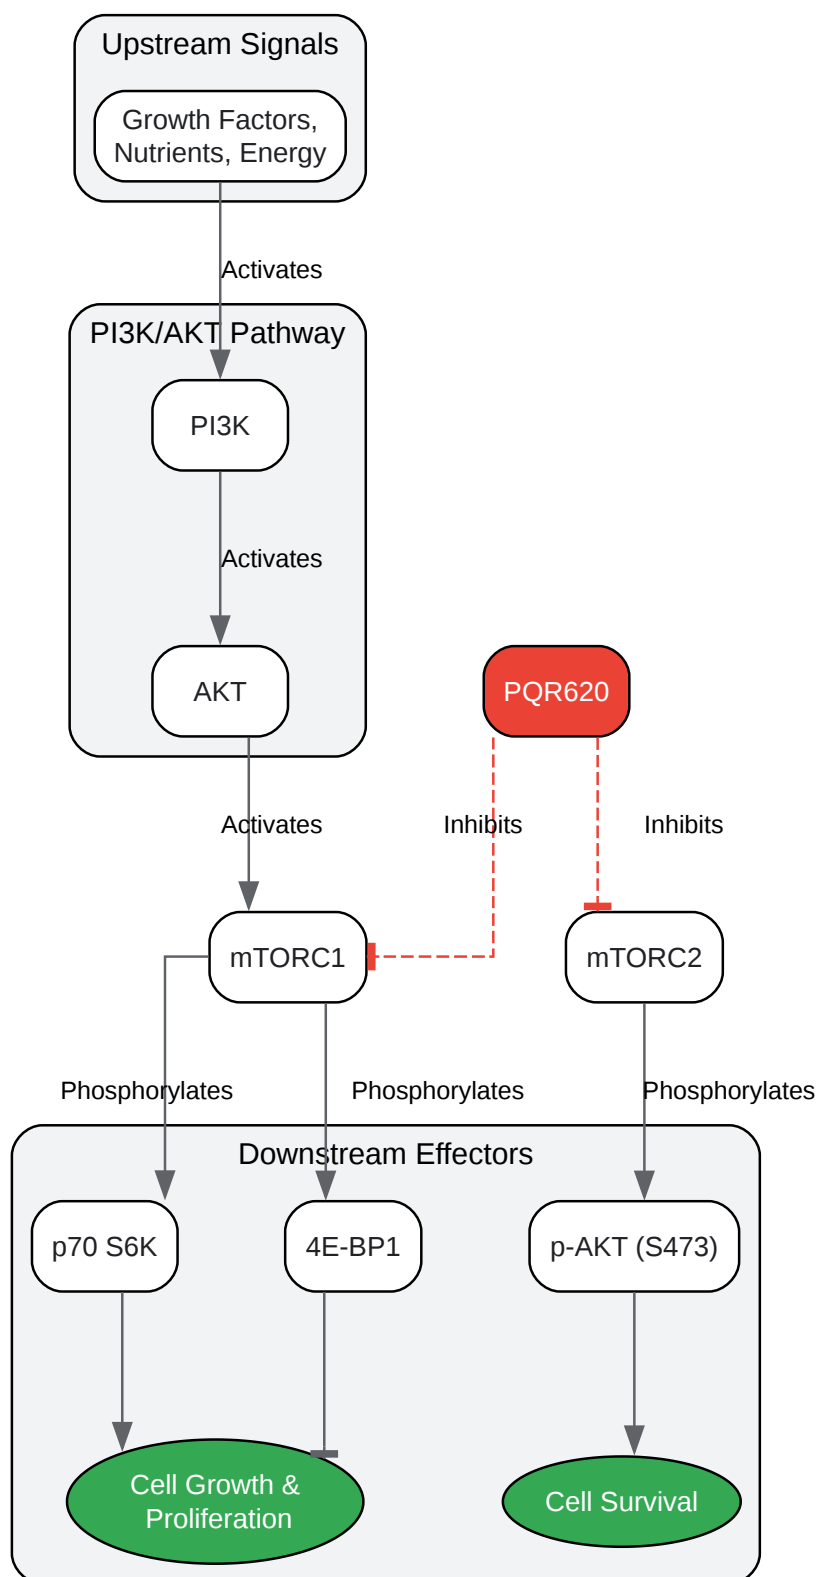 Upstream Signals
Growth Factors,
Nutrients, Energy
Activates
PI3K/AKT Pathway
PI3K
Activates
AKT
PQR620
Activates
Inhibits
Inhibits
mTORC1
mTORC2
Phosphorylates
Phosphorylates
Phosphorylates
Downstream Effectors
p70 S6K
4E-BP1
p-AKT (S473)
Cell Growth &
Proliferation
Cell Survival